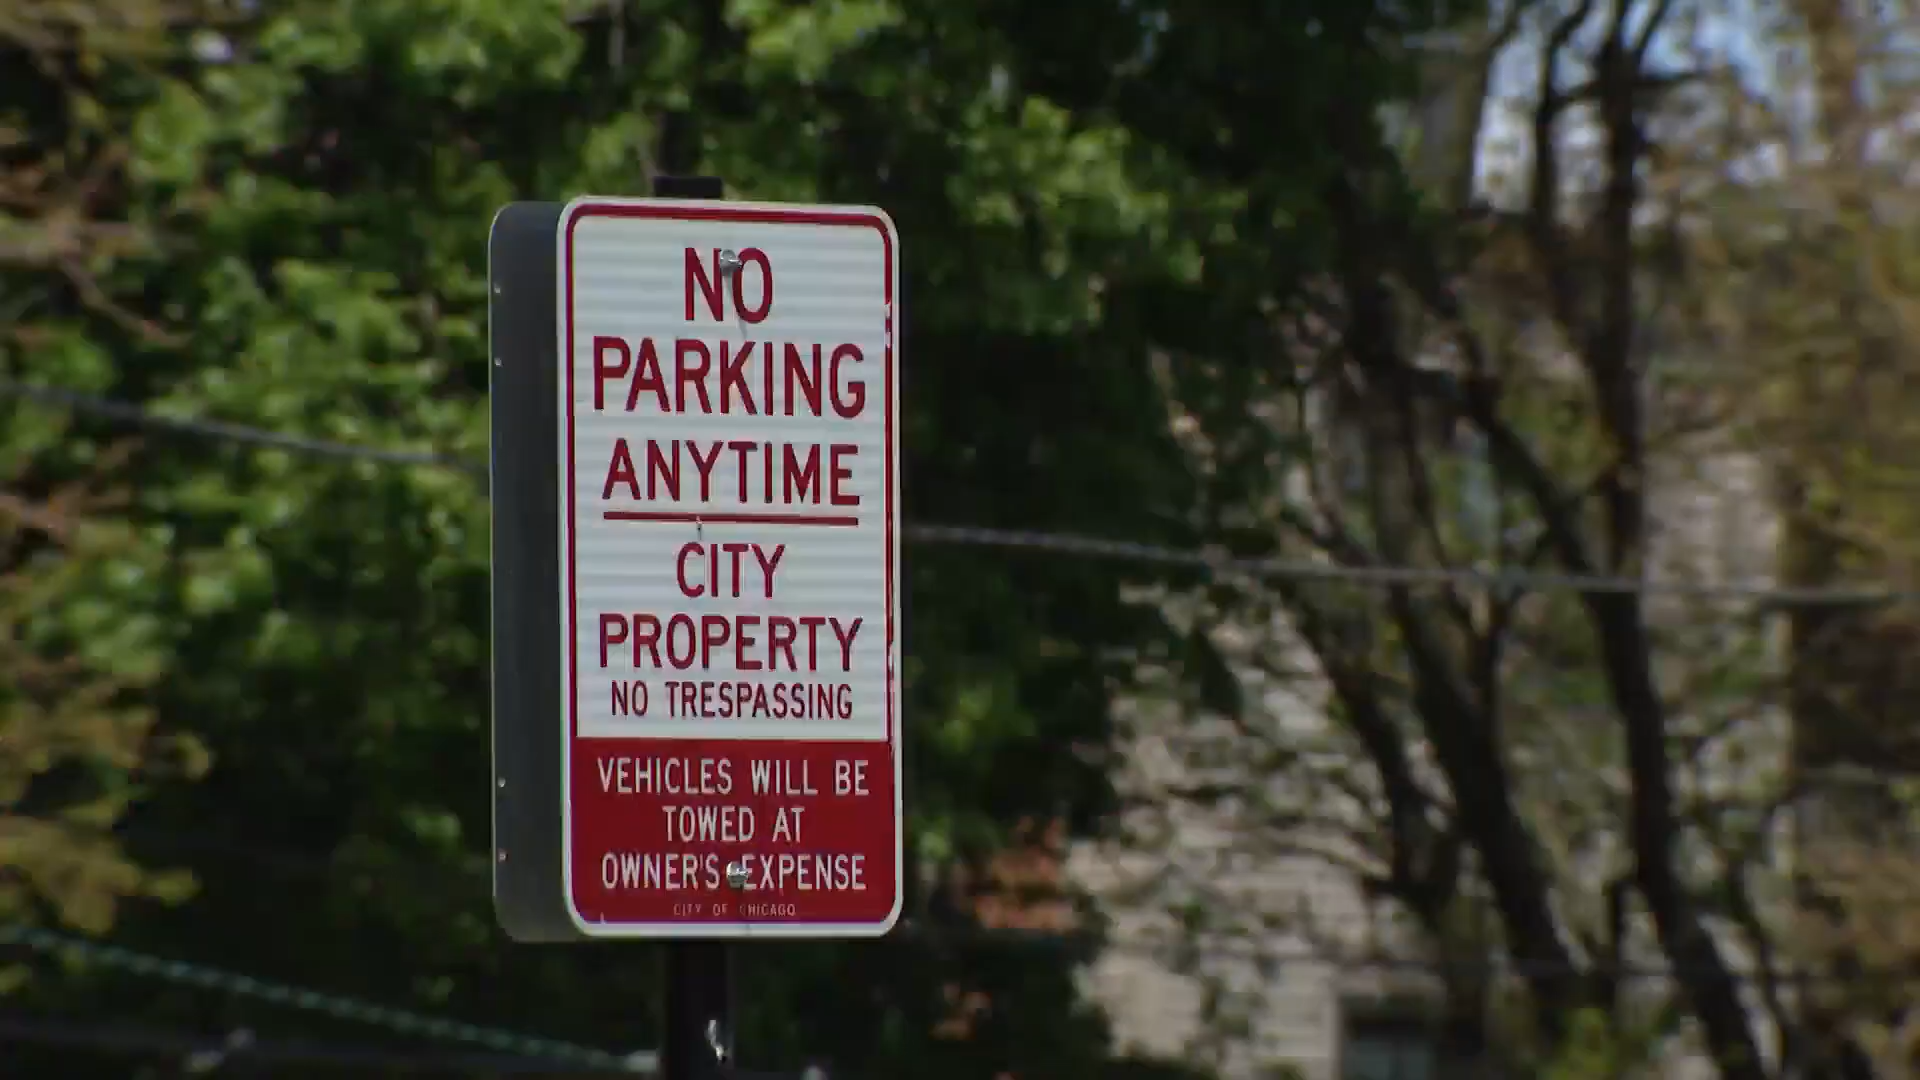 NO
PARKING
ANYTIME
CITY
PROPERTY
NO TRESPASSING
VEHICLES WILL BE
TOWED AT
OWNER'S EXPENSE
CITY OF CHICAGO